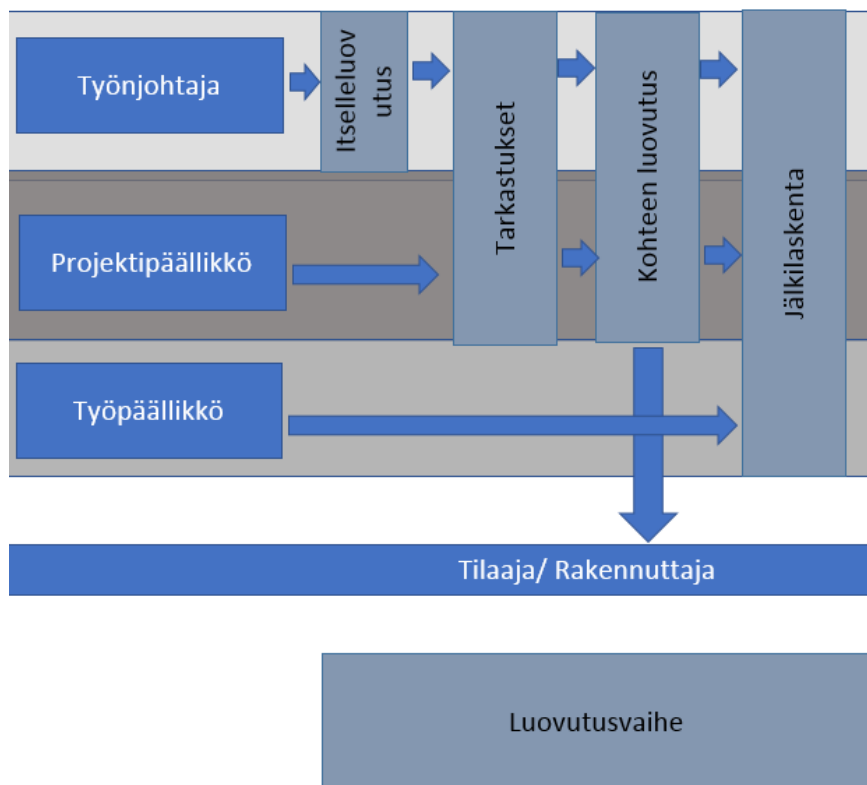 Työnjohtaja
Itselleluov
utus
Tarkastukset
Kohteen luovutus
Jälkilaskenta
Projektipäällikkö
Työpäällikkö
Tilaaja/ Rakennuttaja
Luovutusvaihe